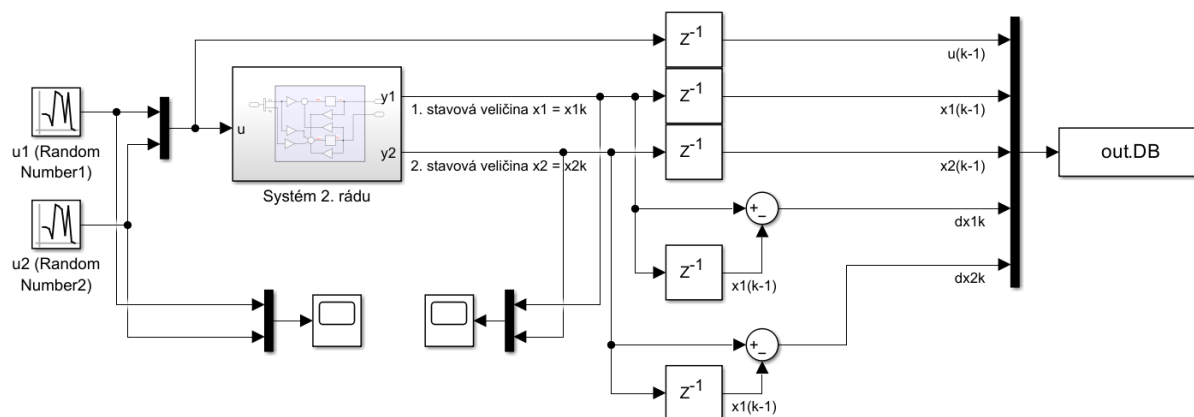 Z-1
u(k-1)
u1 (Random
Number1)
u
y1
y2
1. stavová veličina x1 = x1k
2. stavová veličina x2 = x2k
Systém 2. rádu
Z-1
x1(k-1)
Z-1
x2(k-1)
out.DB
u2 (Random
Number2)
+
−
dx1k
Z-1
x1(k-1)
dx2k
+
−
Z-1
x1(k-1)